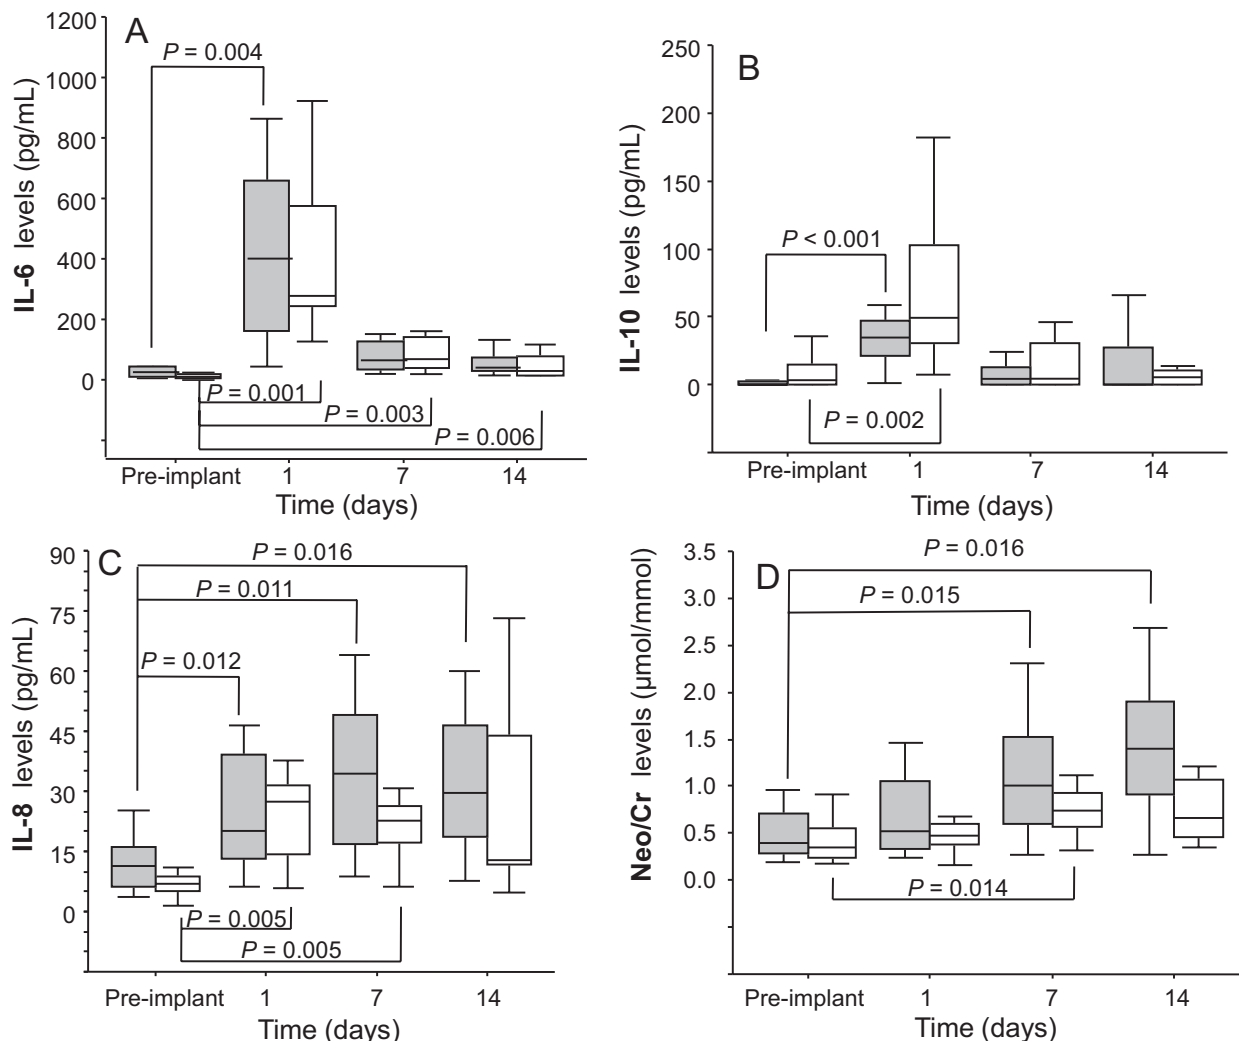 A
IL-6 levels (pg/mL)
1200
1000
800
600
400
200
0
P = 0.004
P = 0.001
P = 0.003
P = 0.006
Pre-implant 1 7 14
Time (days)
B
IL-10 levels (pg/mL)
250
200
150
100
50
0
P < 0.001
P = 0.002
Pre-implant 1 7 14
Time (days)
C
IL-8 levels (pg/mL)
90
75
60
45
30
15
0
P = 0.016
P = 0.011
P = 0.012
P = 0.005
P = 0.005
Pre-implant 1 7 14
Time (days)
D
Neo/Cr levels (µmol/mmol)
3.5
3.0
2.5
2.0
1.5
1.0
0.5
0.0
P = 0.016
P = 0.015
P = 0.014
Pre-implant 1 7 14
Time (days)